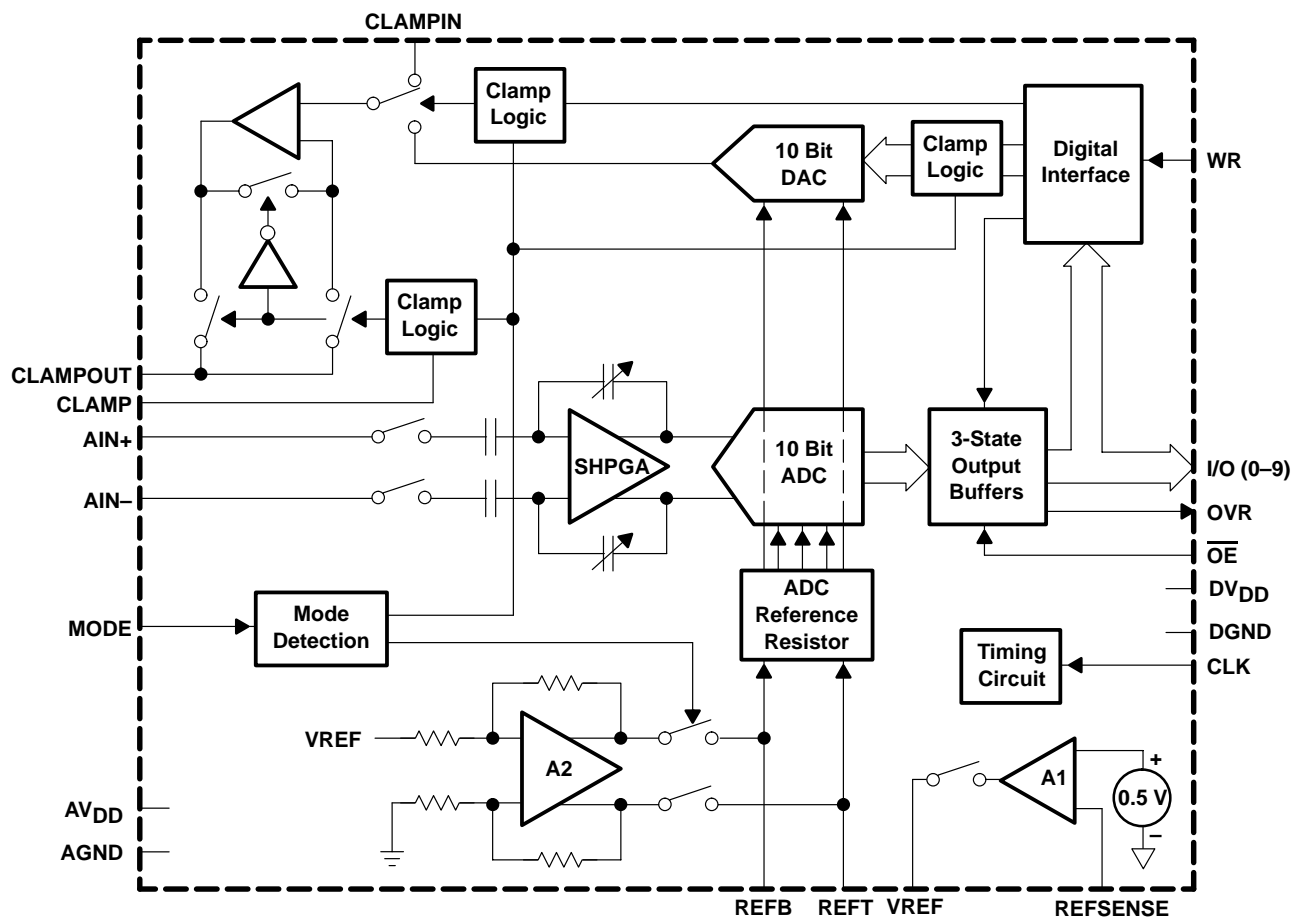 CLAMPIN
Clamp
Logic
10 Bit
DAC
Clamp
Logic
Digital
Interface
WR
Clamp
Logic
CLAMPOUT
CLAMP
AIN+
AIN–
SHPGA
10 Bit
ADC
3-State
Output
Buffers
I/O (0–9)
OVR
OE
DVDD
DGND
CLK
MODE
Mode
Detection
ADC
Reference
Resistor
Timing
Circuit
VREF
A2
A1
+
0.5 V
–
AVDD
AGND
REFB
REFT
VREF
REFSENSE